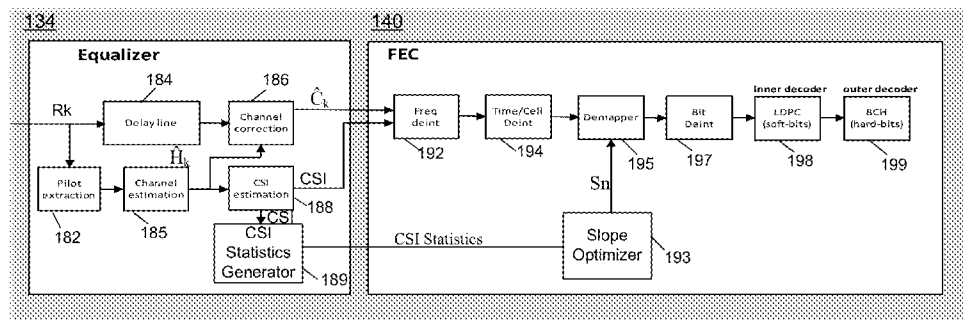 134
140
Equalizer
FEC
184
186
Rk
Delay line
Channel
correction
Ĉk
Ĥk
Pilot
extraction
182
Channel
estimation
185
CSI
estimation
188
CSI
CSI
CSI
Statistics
Generator
189
CSI Statistics
Freq
deint
192
Time/Cell
Deint
194
Demapper
195
Bit
Deint
197
inner decoder
LDPC
(soft-bits)
198
outer decoder
BCH
(hard-bits)
199
Sn
Slope
Optimizer
193